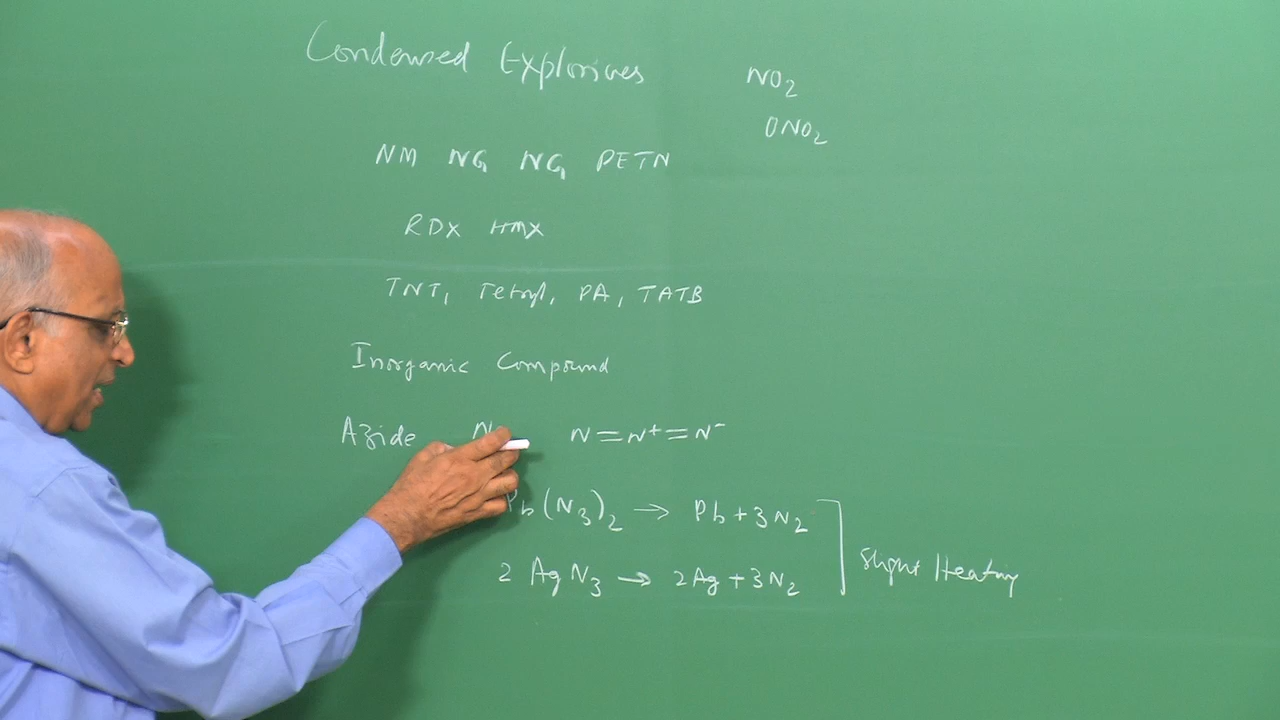 Condensed Explosives
NO₂
ONO₂
NM NG NG PETN
RDX HMX
TNT, Tetryl, PA, TATB
Inorganic Compound
Azide N N=N⁺=N⁻
Pb(N₃)₂ → Pb+3N₂
2 AgN₃ → 2Ag+3N₂
Slight Heating